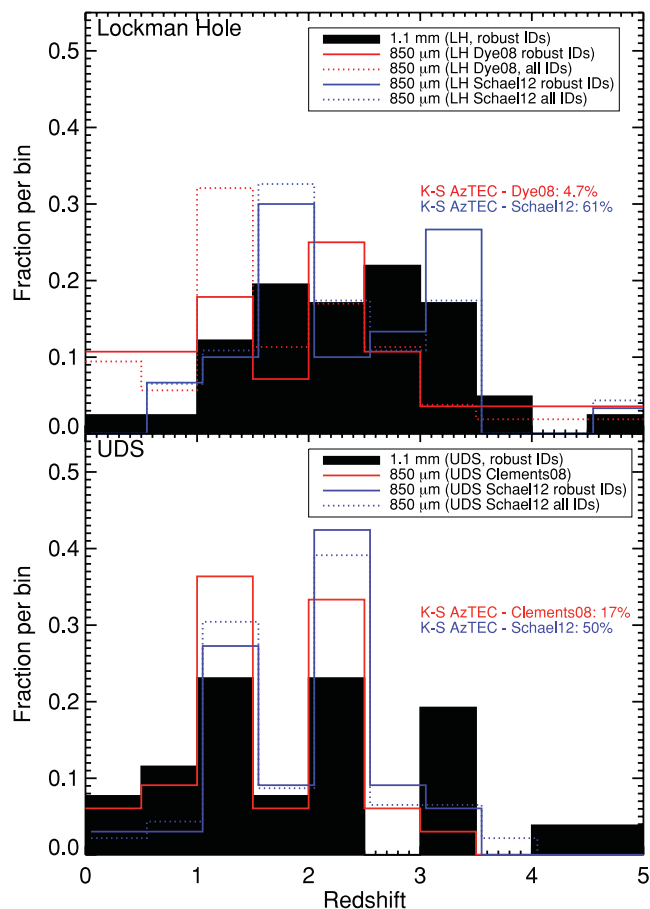 Lockman Hole
1.1 mm (LH, robust IDs)
850 μm (LH Dye08 robust IDs)
850 μm (LH Dye08, all IDs)
850 μm (LH Schael12 robust IDs)
850 μm (LH Schael12 all IDs)
K-S AzTEC - Dye08: 4.7%
K-S AzTEC - Schael12: 61%
Fraction per bin
0.5
0.4
0.3
0.2
0.1
0.0
UDS
1.1 mm (UDS, robust IDs)
850 μm (UDS Clements08)
850 μm (UDS Schael12 robust IDs)
850 μm (UDS Schael12 all IDs)
K-S AzTEC - Clements08: 17%
K-S AzTEC - Schael12: 50%
Fraction per bin
0.5
0.4
0.3
0.2
0.1
0.0
0 1 2 3 4 5
Redshift